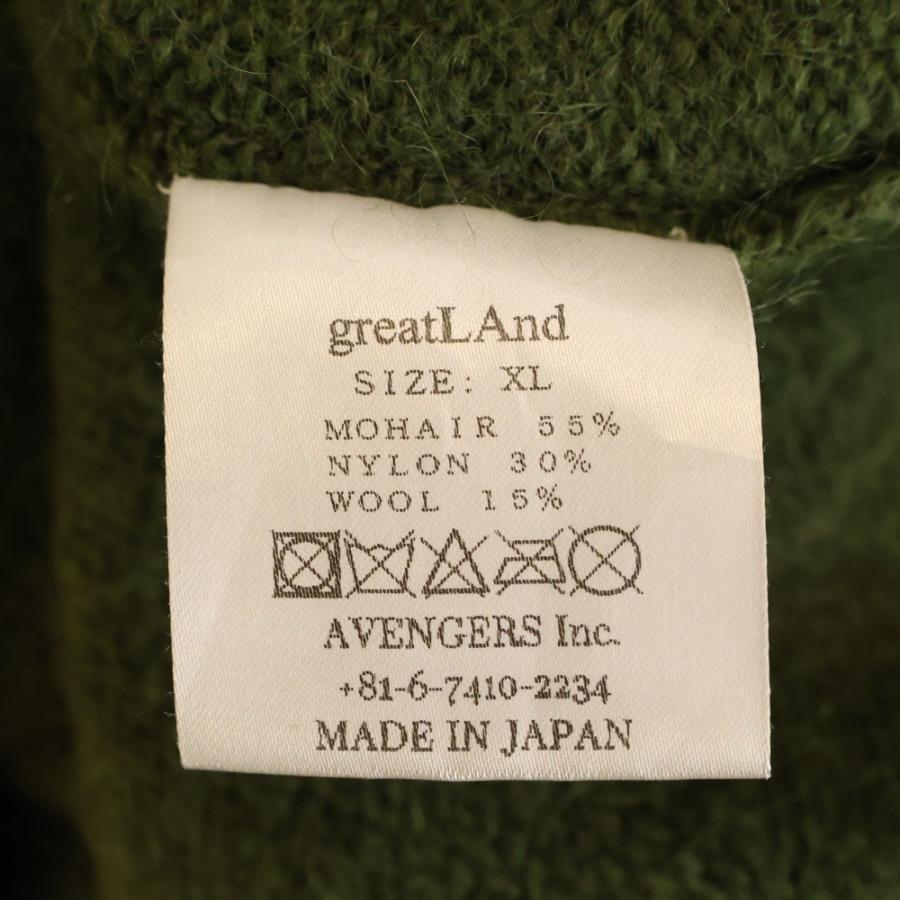 greatLAnd
SIZE: XL
MOHAIR 55%
NYLON 30%
WOOL 15%
AVENGERS Inc.
+81-6-7410-2234
MADE IN JAPAN